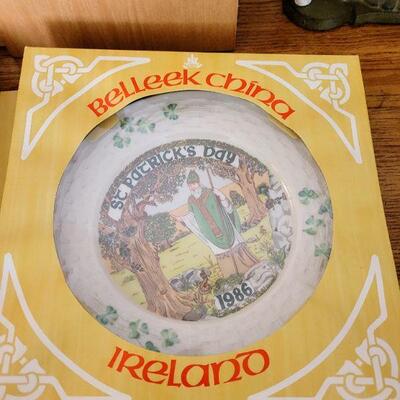 Belleek China
ST PATRICK'S DAY
1986
IRELAND